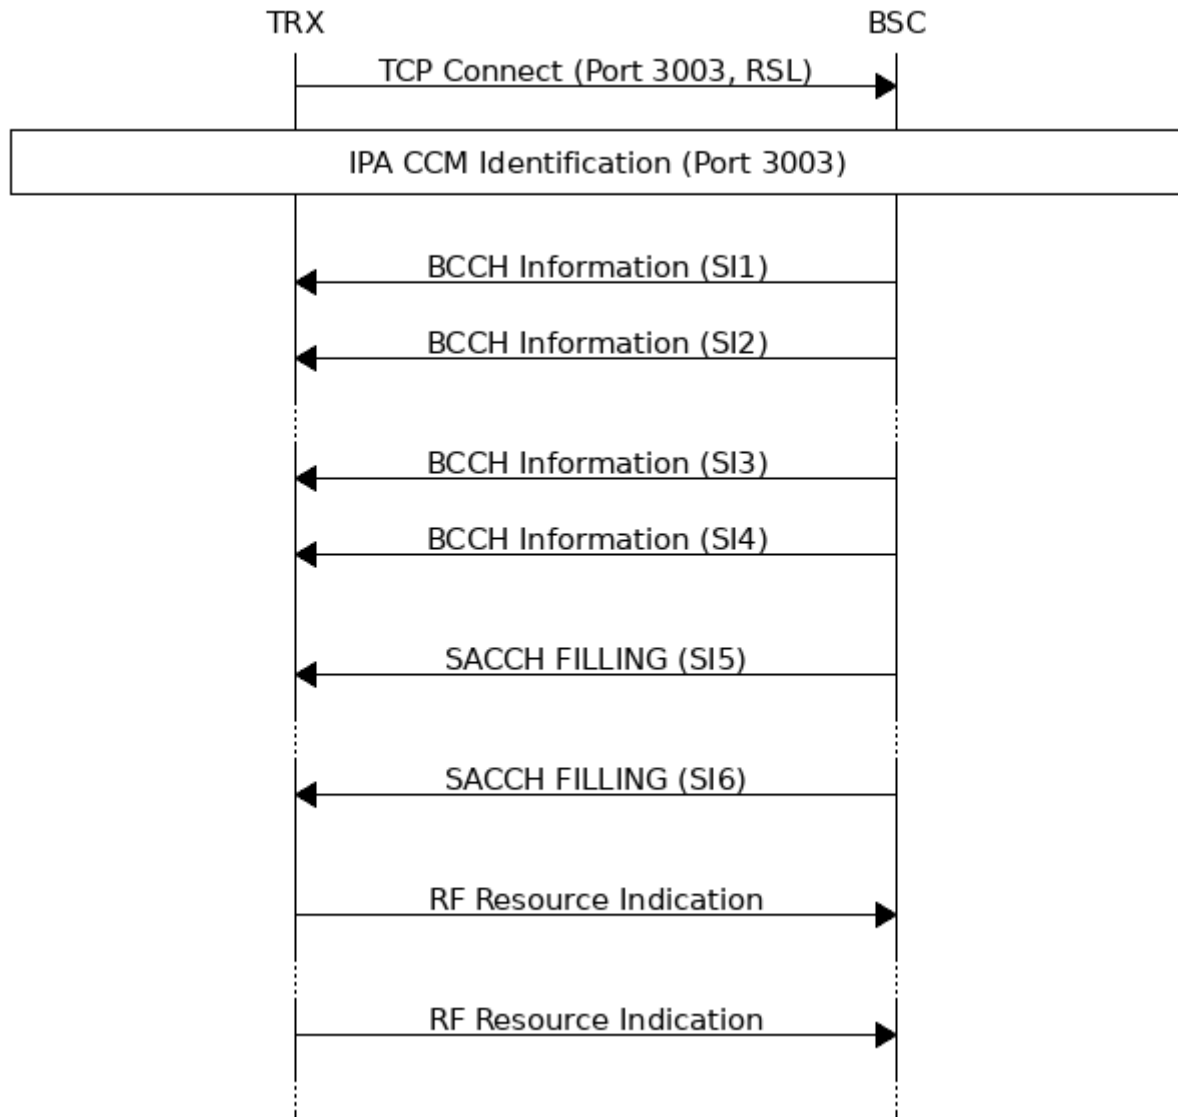 TRX BSC
TCP Connect (Port 3003, RSL)
IPA CCM Identification (Port 3003)
BCCH Information (SI1)
BCCH Information (SI2)
BCCH Information (SI3)
BCCH Information (SI4)
SACCH FILLING (SI5)
SACCH FILLING (SI6)
RF Resource Indication
RF Resource Indication